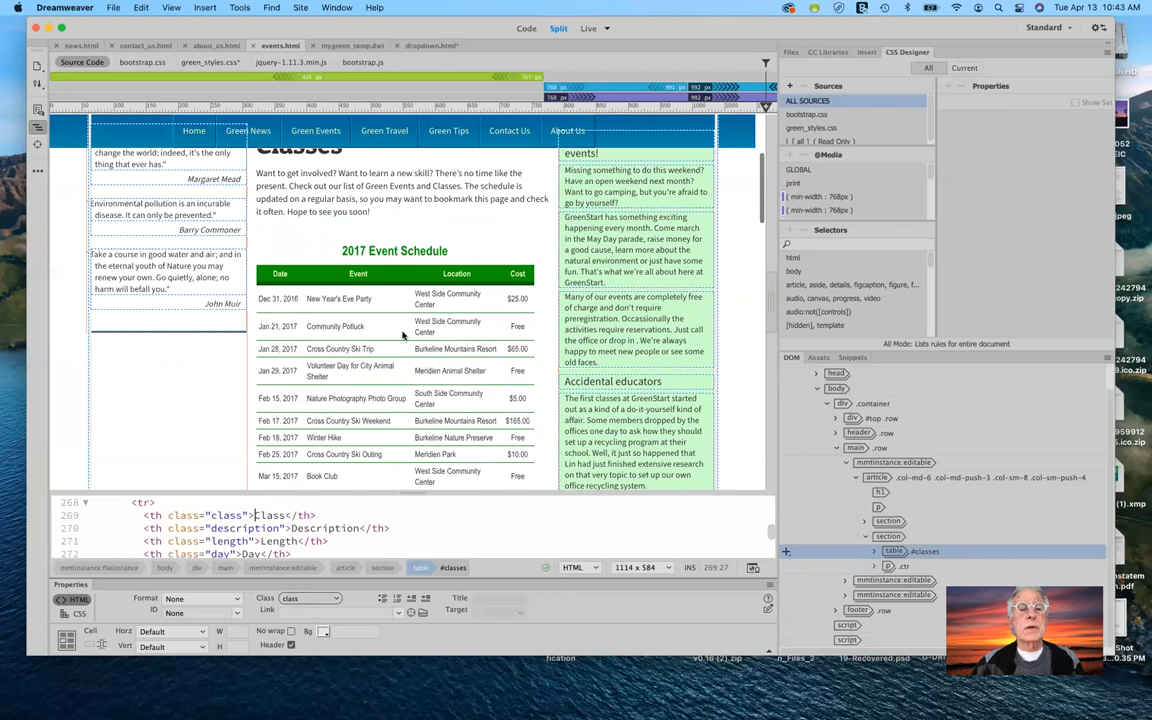 Dreamweaver File Edit View Insert Tools Find Site Window Help Tue Apr 13 10:43 AM
Code Split Live Standard
news.html contact_us.html about_us.html events.html mygreen_temp.dwt dropdown.html*
Source Code bootstrap.css green_styles.css* jquery-1.11.3.min.js bootstrap.js
Home Green News Green Events Green Travel Green Tips Contact Us About Us
change the world; indeed, it's the only
thing that ever has."
Margaret Mead
Environmental pollution is an incurable
disease. It can only be prevented."
Barry Commoner
Take a course in good water and air; and in
the eternal youth of Nature you may
renew your own. Go quietly, alone; no
harm will befall you."
John Muir
Classes
Want to get involved? Want to learn a new skill? There's no time like the
present. Check out our list of Green Events and Classes. The schedule is
updated on a regular basis, so you may want to bookmark this page and check
it often. Hope to see you soon!
2017 Event Schedule
Date Event Location Cost
Dec 31, 2016 New Year's Eve Party West Side Community Center $25.00
Jan 21, 2017 Community Potluck West Side Community Center Free
Jan 28, 2017 Cross Country Ski Trip Burkeline Mountains Resort $65.00
Jan 29, 2017 Volunteer Day for City Animal Shelter Meridien Animal Shelter Free
Feb 15, 2017 Nature Photography Photo Group South Side Community Center $5.00
Feb 17, 2017 Cross Country Ski Weekend Burkeline Mountains Resort $165.00
Feb 18, 2017 Winter Hike Burkeline Nature Preserve Free
Feb 25, 2017 Cross Country Ski Outing Meriden Park $10.00
Mar 15, 2017 Book Club West Side Community Center Free
events!
Missing something to do this weekend?
Have an open weekend next month?
Want to go camping, but you're afraid to
go by yourself?
GreenStart has something exciting
happening every month. Come march
in the May Day parade, raise money for
a good cause, learn more about the
natural environment or just have some
fun. That's what we're all about here at
GreenStart.
Many of our events are completely free
of charge and don't require
preregistration. Occassionally the
activities require reservations. Just call
the office or drop in . We're always
happy to meet new people or see some
old faces.
Accidental educators
The first classes at GreenStart started
out as a kind of a do-it-yourself kind of
affair. Some members dropped by the
offices one day to ask how they should
set up a recycling program at their
school. Well, it just so happened that
Lin had just finished extensive research
on that very topic to set up our own
office recycling system.
268 <tr>
269 <th class="class">Class</th>
270 <th class="description">Description</th>
271 <th class="length">Length</th>
272 <th class="day">Day</th>
mmtinstance:fileinstance body div main mmtinstance:editable article section table #classes HTML 1114 x 584 INS 269:27
Properties
HTML Format None Class class Title
CSS ID None Link Target
Cell Horz Default W No wrap Bg
Vert Default H Header
Files CC Libraries Insert CSS Designer
All Current
Sources
ALL SOURCES
bootstrap.css
green_styles.css
[ all ] ( Read Only )
@Media
GLOBAL
print
( min-width : 768px )
( min-width : 768px )
Selectors
html
body
article, aside, details, figcaption, figure, f...
audio, canvas, progress, video
audio:not([controls])
[hidden], template
Properties
Show Set
All Mode: Lists rules for entire document
DOM Assets Snippets
head
body
div .container
div #top .row
header .row
main .row
mmtinstance:editable
article .col-md-6 .col-md-push-3 .col-sm-8 .col-sm-push-4
h1
p
section
section
table #classes
p .ctr
mmtinstance:editable
mmtinstance:editable
footer .row
script
script